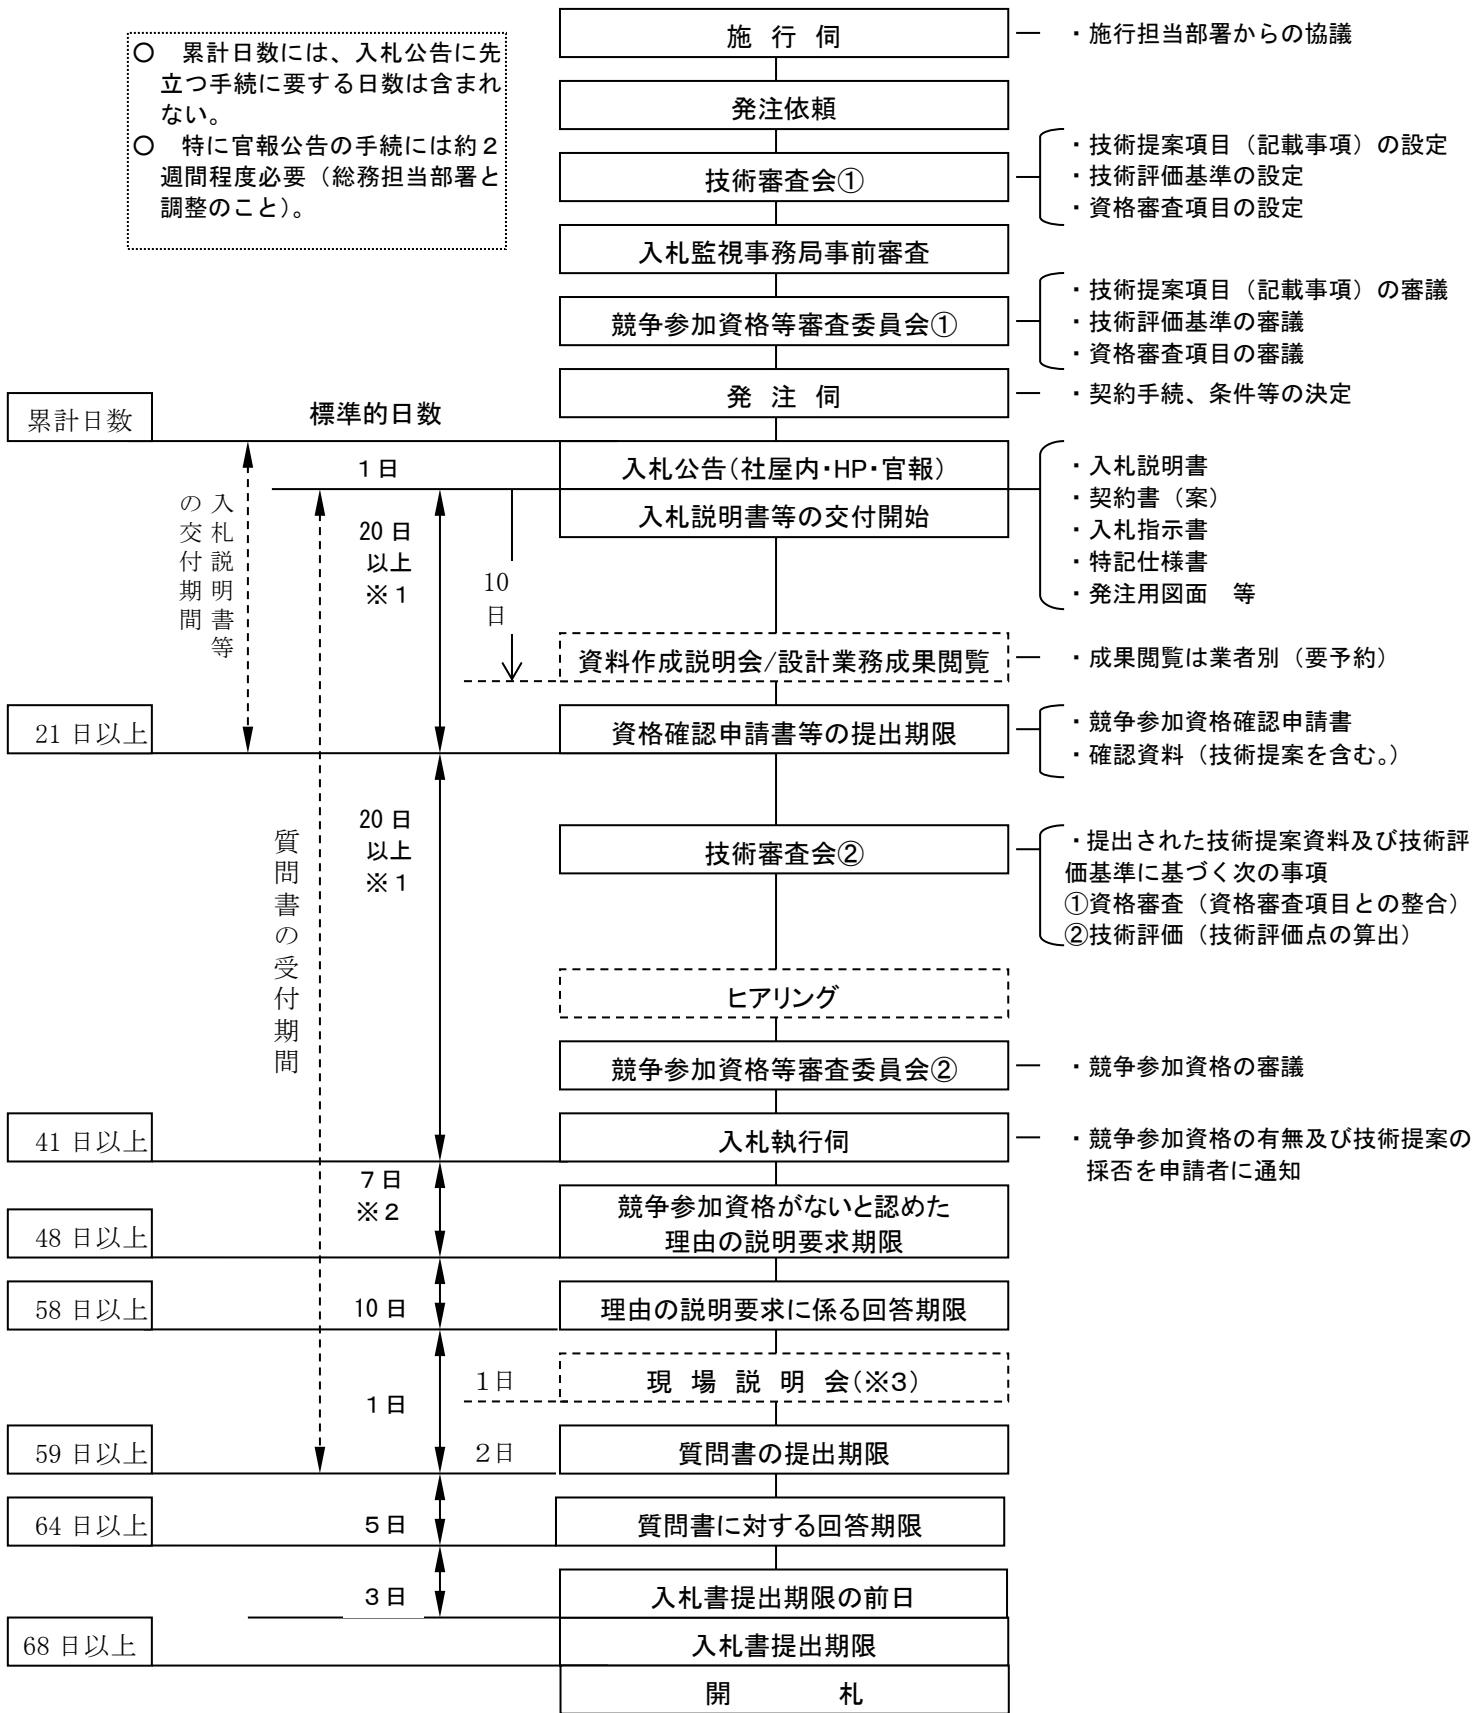 ○　累計日数には、入札公告に先
立つ手続に要する日数は含まれ
ない。
○　特に官報公告の手続には約２
週間程度必要（総務担当部署と
調整のこと）。
施　行　伺
・施行担当部署からの協議
発注依頼
技術審査会①
・技術提案項目（記載事項）の設定
・技術評価基準の設定
・資格審査項目の設定
入札監視事務局事前審査
競争参加資格等審査委員会①
・技術提案項目（記載事項）の審議
・技術評価基準の審議
・資格審査項目の審議
発　注　伺
・契約手続、条件等の決定
累計日数
標準的日数
１日
入札公告(社屋内・HP・官報)
入札説明書等の交付開始
・入札説明書
・契約書（案）
・入札指示書
・特記仕様書
・発注用図面　等
入札説明書等
の交付期間
20 日
以上
※１
10
日
資料作成説明会/設計業務成果閲覧
・成果閲覧は業者別（要予約）
21 日以上
資格確認申請書等の提出期限
・競争参加資格確認申請書
・確認資料（技術提案を含む。）
質問書の受付期間
20 日
以上
※１
技術審査会②
・提出された技術提案資料及び技術評
価基準に基づく次の事項
①資格審査（資格審査項目との整合）
②技術評価（技術評価点の算出）
ヒアリング
競争参加資格等審査委員会②
・競争参加資格の審議
41 日以上
入札執行伺
・競争参加資格の有無及び技術提案の
採否を申請者に通知
７日
※２
48 日以上
競争参加資格がないと認めた
理由の説明要求期限
58 日以上
10 日
理由の説明要求に係る回答期限
１日
1日
現　場　説　明　会(※3)
59 日以上
２日
質問書の提出期限
64 日以上
５日
質問書に対する回答期限
３日
入札書提出期限の前日
68 日以上
入札書提出期限
開　　　　札